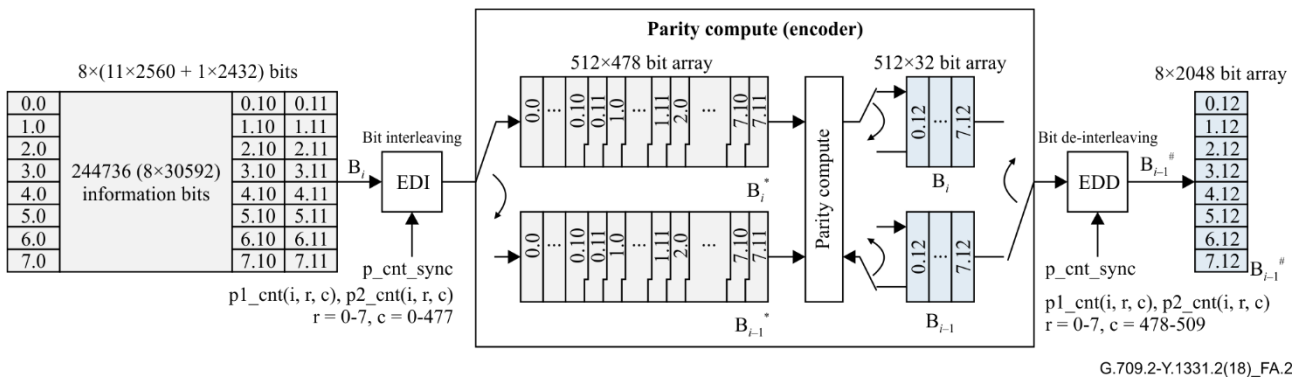 Parity compute (encoder)
8×(11×2560 + 1×2432) bits
512×478 bit array
512×32 bit array
8×2048 bit array
0.0
1.0
2.0
3.0
4.0
5.0
6.0
7.0
244736 (8×30592)
information bits
0.10 0.11
1.10 1.11
2.10 2.11
3.10 3.11
4.10 4.11
5.10 5.11
6.10 6.11
7.10 7.11
Bit interleaving
B_i
EDI
p_cnt_sync
p1_cnt(i, r, c), p2_cnt(i, r, c)
r = 0-7, c = 0-477
0.0 ... 0.10 0.11 1.0 ... 1.11 2.0 ... 7.10 7.11
B_i*
0.0 ... 0.10 0.11 1.0 ... 1.11 2.0 ... 7.10 7.11
B_{i–1}*
Parity compute
0.12 ... 7.12
B_i
0.12 ... 7.12
B_{i–1}
Bit de-interleaving
EDD
B_{i–1}^#
p_cnt_sync
p1_cnt(i, r, c), p2_cnt(i, r, c)
r = 0-7, c = 478-509
0.12
1.12
2.12
3.12
4.12
5.12
6.12
7.12
B_{i–1}^#
G.709.2-Y.1331.2(18)_FA.2